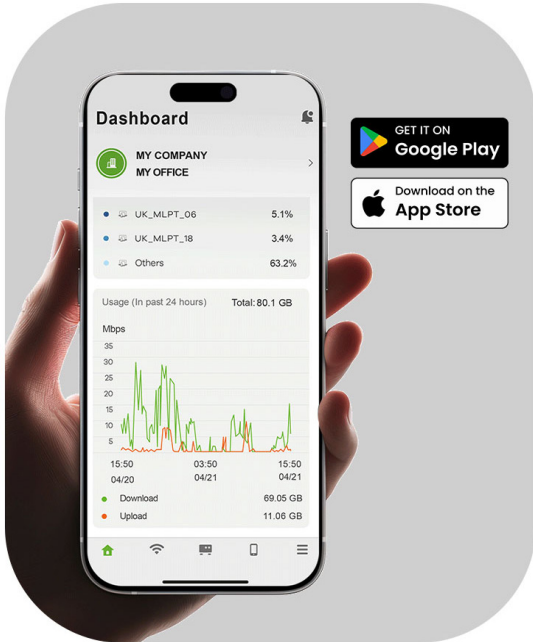 Dashboard
MY COMPANY
MY OFFICE
UK_MLPT_06 5.1%
UK_MLPT_18 3.4%
Others 63.2%
Usage (In past 24 hours) Total: 80.1 GB
Mbps
35
30
25
20
15
10
5
15:50 03:50 15:50
04/20 04/21 04/21
Download 69.05 GB
Upload 11.06 GB
GET IT ON
Google Play
Download on the
App Store